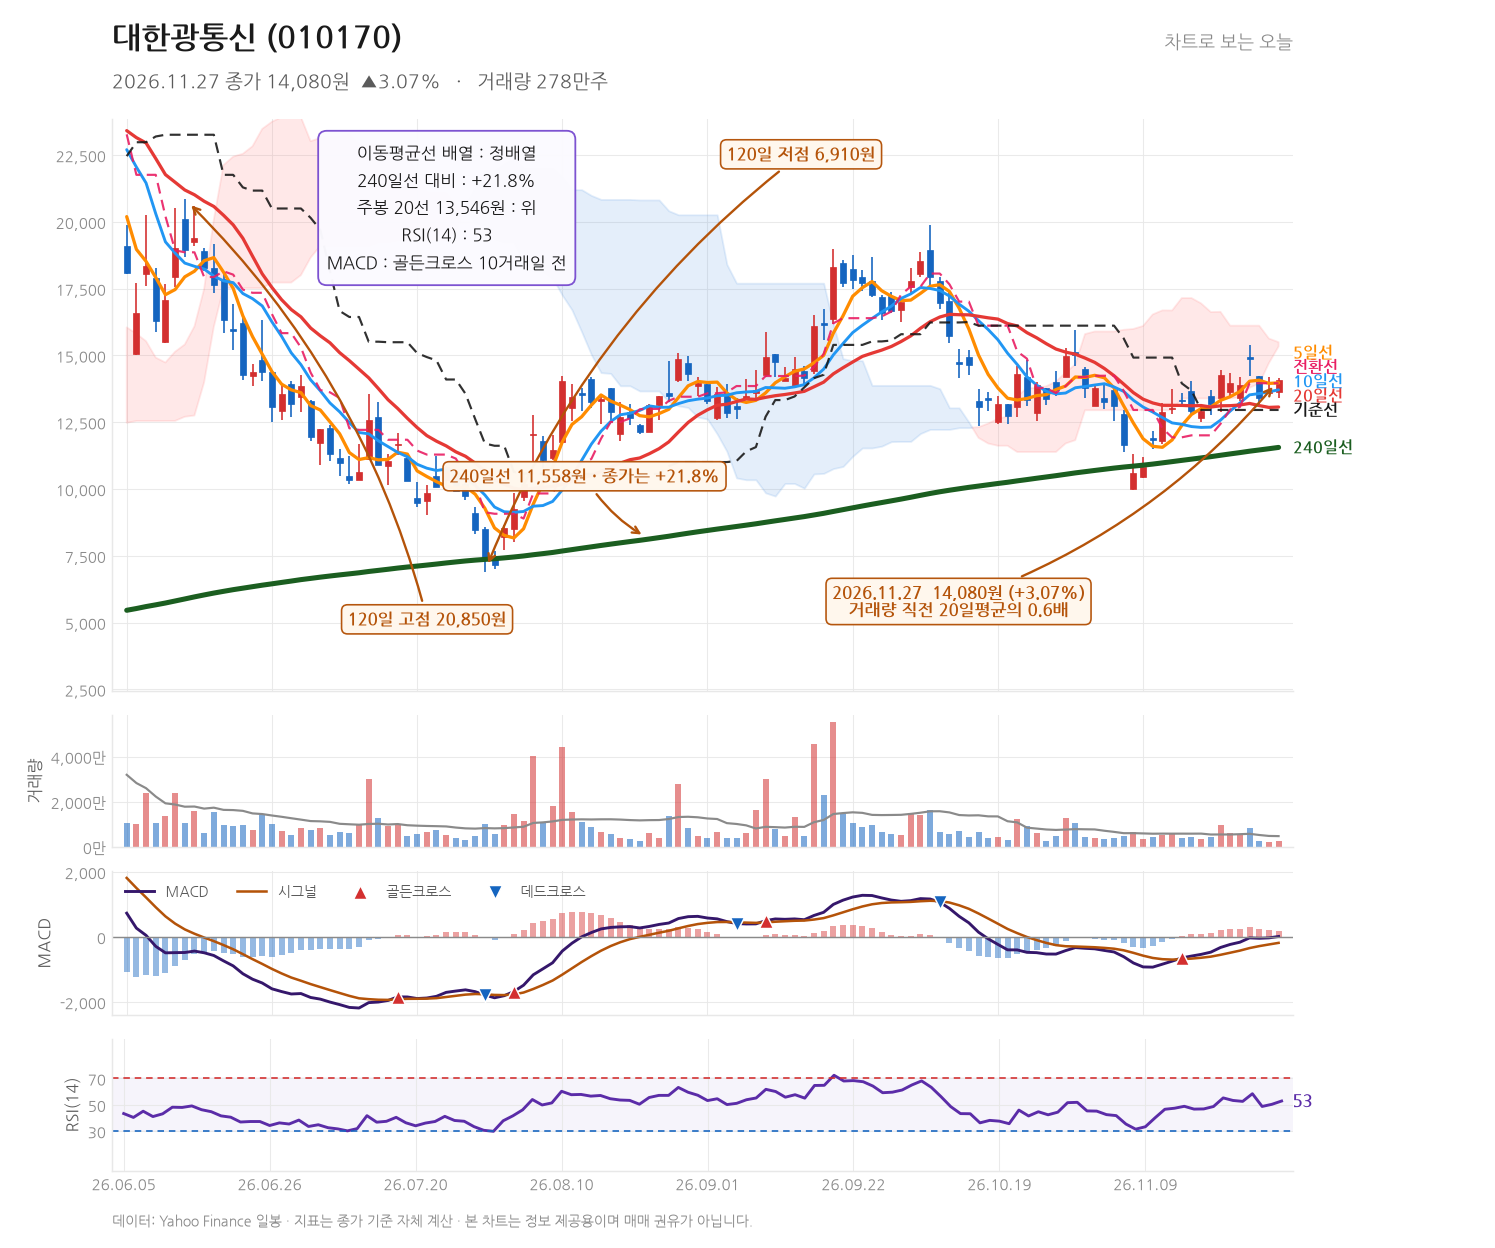 대한광통신 (010170)
차트로 보는 오늘
2026.11.27 종가 14,080원 ▲3.07% · 거래량 278만주
이동평균선 배열 : 정배열
240일선 대비 : +21.8%
주봉 20선 13,546원 : 위
RSI(14) : 53
MACD : 골든크로스 10거래일 전
120일 저점 6,910원
240일선 11,558원 · 종가는 +21.8%
120일 고점 20,850원
2026.11.27 14,080원 (+3.07%)
거래량 직전 20일평균의 0.6배
22,500
20,000
17,500
15,000
12,500
10,000
7,500
5,000
2,500
5일선
전환선
10일선
20일선
기준선
240일선
거래량
4,000만
2,000만
0만
MACD
2,000
0
-2,000
MACD 시그널 골든크로스 데드크로스
RSI(14)
70
50
30
53
26.06.05 26.06.26 26.07.20 26.08.10 26.09.01 26.09.22 26.10.19 26.11.09
데이터: Yahoo Finance 일봉 · 지표는 종가 기준 자체 계산 · 본 차트는 정보 제공용이며 매매 권유가 아닙니다.